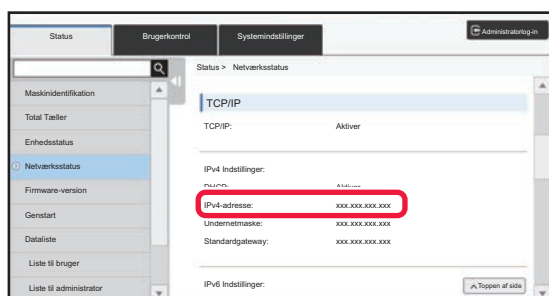 Status
Brugerkontrol
Systemindstillinger
Administratorlog-in
Status > Netværksstatus
Maskinidentifikation
Total Tæller
Enhedsstatus
Netværksstatus
Firmware-version
Genstart
Dataliste
Liste til bruger
Liste til administrator
TCP/IP
TCP/IP: Aktiver
IPv4 Indstillinger:
DHCP: Aktiver
IPv4-adresse: xxx.xxx.xxx.xxx
Undernetmaske: xxx.xxx.xxx.xxx
Standardgateway: xxx.xxx.xxx.xxx
IPv6 Indstillinger:
Toppen af side